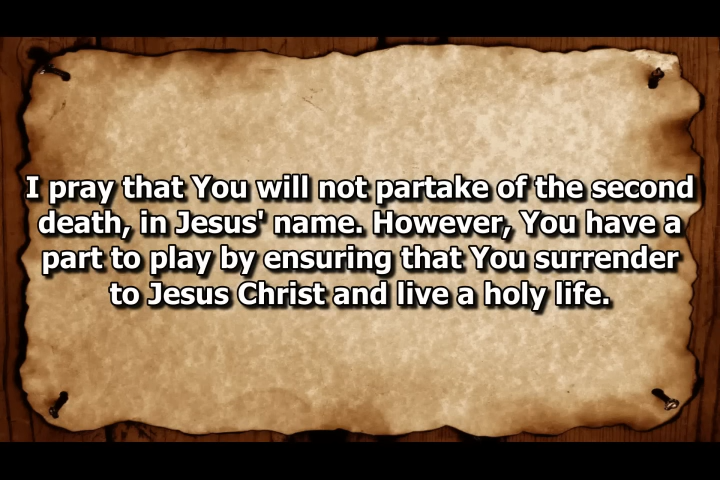 I pray that You will not partake of the second
death, in Jesus' name. However, You have a
part to play by ensuring that You surrender
to Jesus Christ and live a holy life.